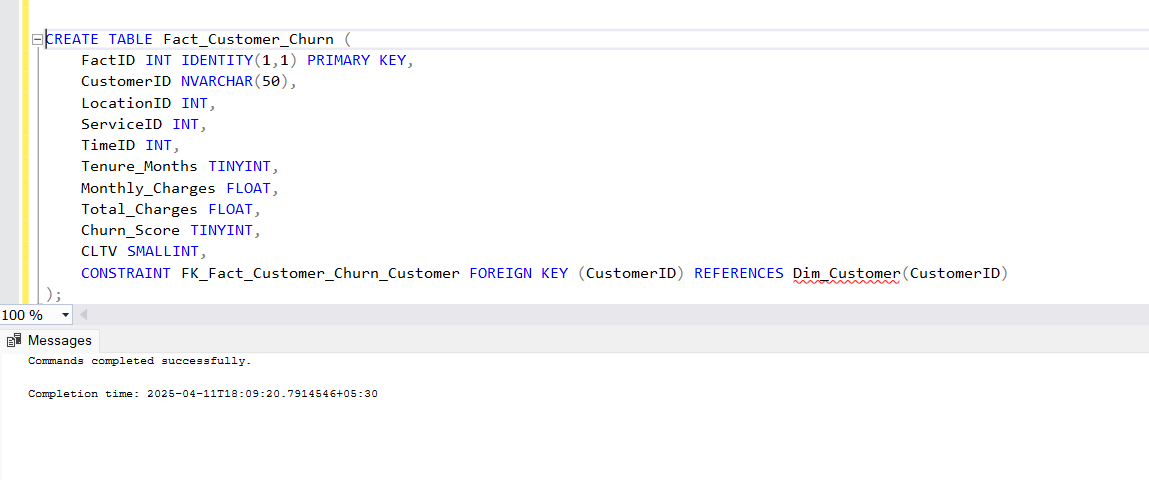 CREATE TABLE Fact_Customer_Churn (
FactID INT IDENTITY(1,1) PRIMARY KEY,
CustomerID NVARCHAR(50),
LocationID INT,
ServiceID INT,
TimeID INT,
Tenure_Months TINYINT,
Monthly_Charges FLOAT,
Total_Charges FLOAT,
Churn_Score TINYINT,
CLTV SMALLINT,
CONSTRAINT FK_Fact_Customer_Churn_Customer FOREIGN KEY (CustomerID) REFERENCES Dim_Customer(CustomerID)
);
100 %
Messages
Commands completed successfully.
Completion time: 2025-04-11T18:09:20.7914546+05:30